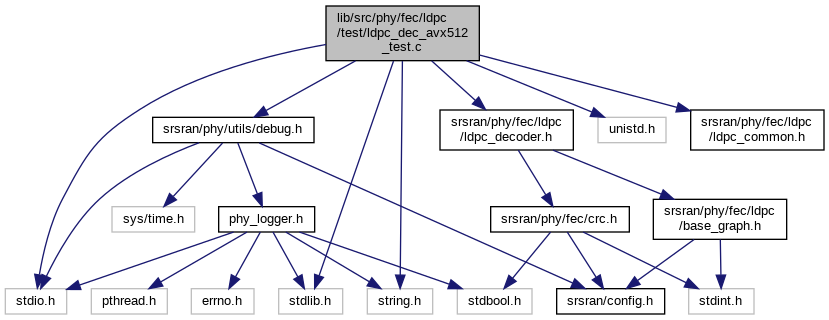 lib/src/phy/fec/ldpc
/test/ldpc_dec_avx512
_test.c
srsran/phy/utils/debug.h
srsran/phy/fec/ldpc
/ldpc_decoder.h
unistd.h
srsran/phy/fec/ldpc
/ldpc_common.h
sys/time.h
phy_logger.h
srsran/phy/fec/crc.h
srsran/phy/fec/ldpc
/base_graph.h
stdio.h
pthread.h
errno.h
stdlib.h
string.h
stdbool.h
srsran/config.h
stdint.h